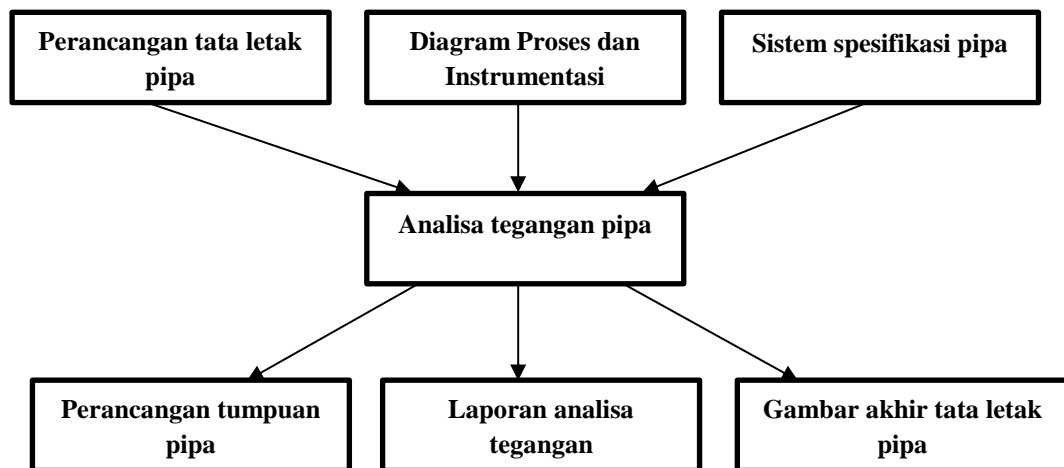 Perancangan tata letak
pipa
Diagram Proses dan
Instrumentasi
Sistem spesifikasi pipa
Analisa tegangan pipa
Perancangan tumpuan
pipa
Laporan analisa
tegangan
Gambar akhir tata letak
pipa